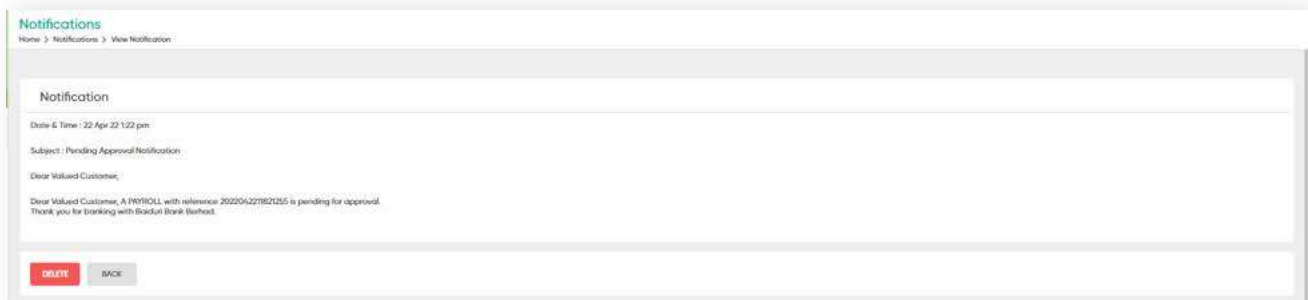 Notifications
Home > Notifications > View Notification
Notification
Date & Time : 22 Apr 22 1:22 pm
Subject : Pending Approval Notification
Dear Valued Customer,
Dear Valued Customer, A PAYROLL with reference is pending for approval.
Thank you for banking with Baiduri Bank Berhad.
DELETE BACK